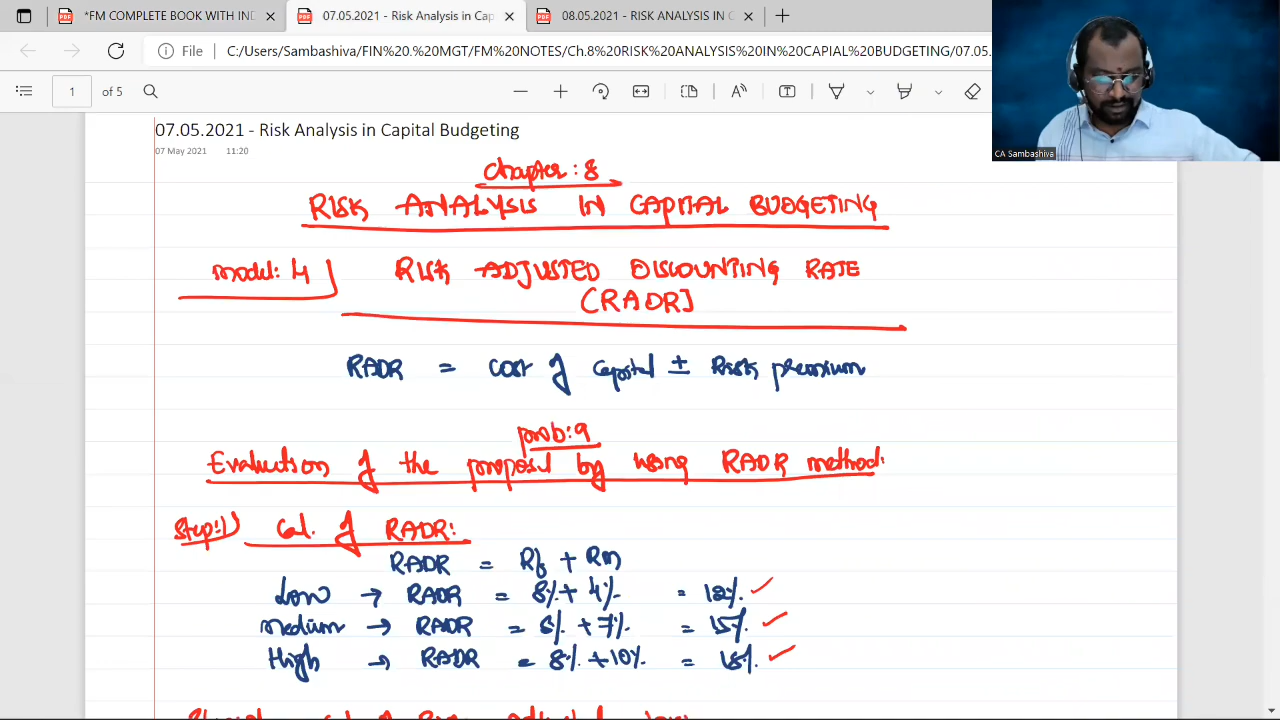 *FM COMPLETE BOOK WITH IND
07.05.2021 - Risk Analysis in Cap
08.05.2021 - RISK ANALYSIS IN C
File
C:/Users/Sambashiva/FIN%20.%20MGT/FM%20NOTES/Ch.8%20RISK%20ANALYSIS%20IN%20CAPIAL%20BUDGETING/07.05.
1 of 5
CA Sambashiva
07.05.2021 - Risk Analysis in Capital Budgeting
07 May 2021 11:20
Chapter: 8
RISK ANALYSIS IN CAPITAL BUDGETING
model: 4 RISK ADJUSTED DISCOUNTING RATE
(RADR]
RADR = Cost of Capital ± Risk premium
prob: 9
Evaluation of the proposal by using RADR method:
Step:1) Cal. of RADR:
RADR = Rf + Rm
Low → RADR = 8% + 4% = 12%. ✓
medium → RADR = 8% + 7% = 15%. ✓
High → RADR = 8% + 10% = 18%. ✓